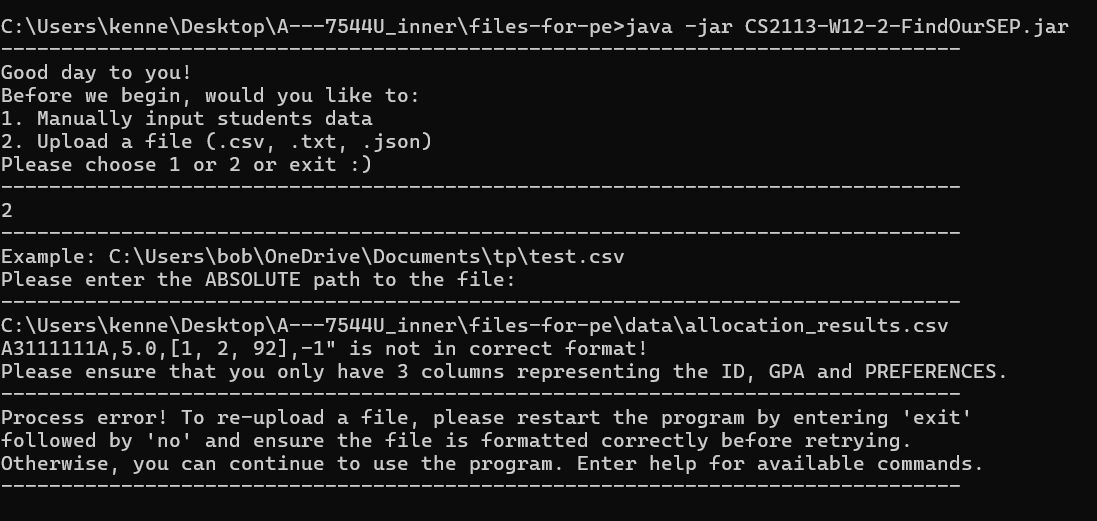 C:\Users\kenne\Desktop\A---7544U_inner\files-for-pe>java -jar CS2113-W12-2-FindOurSEP.jar
--------------------------------------------------------------------------------
Good day to you!
Before we begin, would you like to:
1. Manually input students data
2. Upload a file (.csv, .txt, .json)
Please choose 1 or 2 or exit :)
--------------------------------------------------------------------------------
2
--------------------------------------------------------------------------------
Example: C:\Users\bob\OneDrive\Documents\tp\test.csv
Please enter the ABSOLUTE path to the file:
--------------------------------------------------------------------------------
C:\Users\kenne\Desktop\A---7544U_inner\files-for-pe\data\allocation_results.csv
A3111111A,5.0,[1, 2, 92],-1" is not in correct format!
Please ensure that you only have 3 columns representing the ID, GPA and PREFERENCES.
--------------------------------------------------------------------------------
Process error! To re-upload a file, please restart the program by entering 'exit'
followed by 'no' and ensure the file is formatted correctly before retrying.
Otherwise, you can continue to use the program. Enter help for available commands.
--------------------------------------------------------------------------------